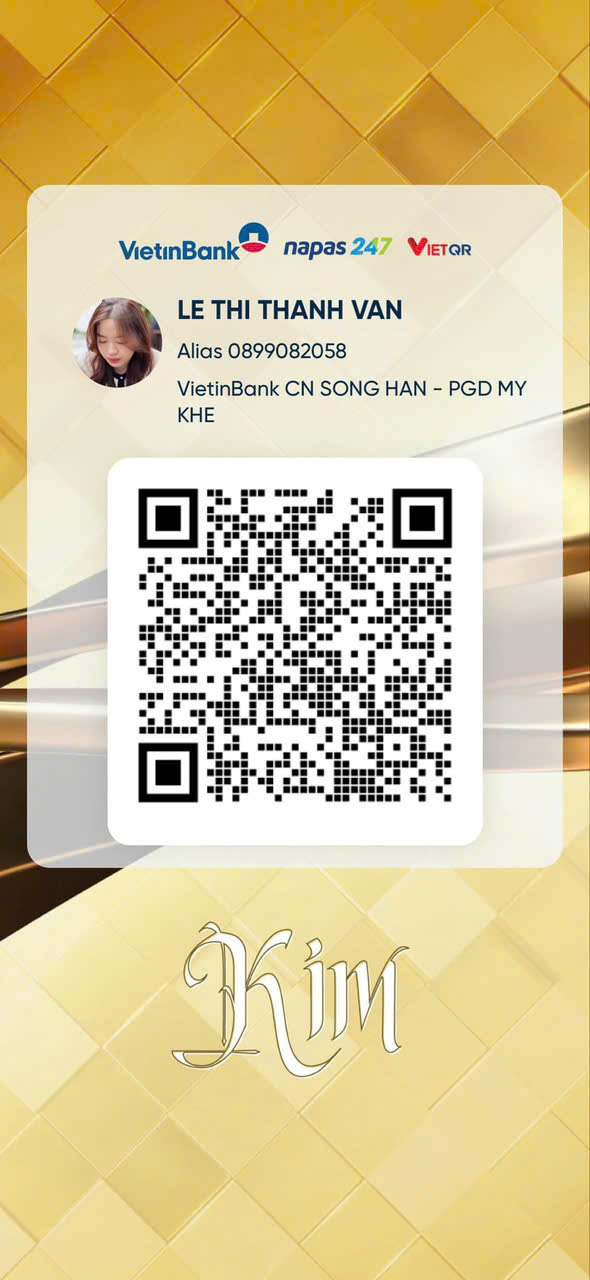 VietinBank napas 247 VIETQR
LE THI THANH VAN
Alias 0899082058
VietinBank CN SONG HAN - PGD MY
KHE
Kim